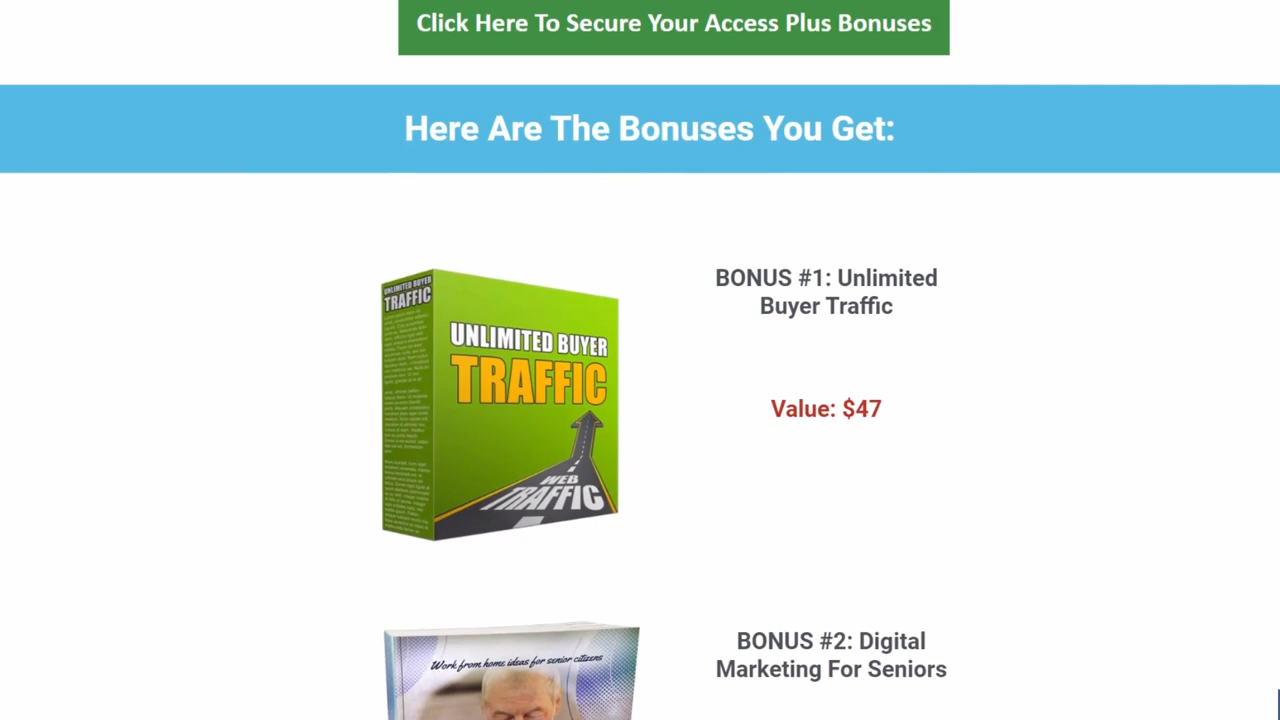 Click Here To Secure Your Access Plus Bonuses
Here Are The Bonuses You Get:
UNLIMITED BUYER
TRAFFIC
UNLIMITED BUYER
TRAFFIC
WEB
TRAFFIC
BONUS #1: Unlimited
Buyer Traffic
Value: $47
Work from home ideas for senior citizens
BONUS #2: Digital
Marketing For Seniors